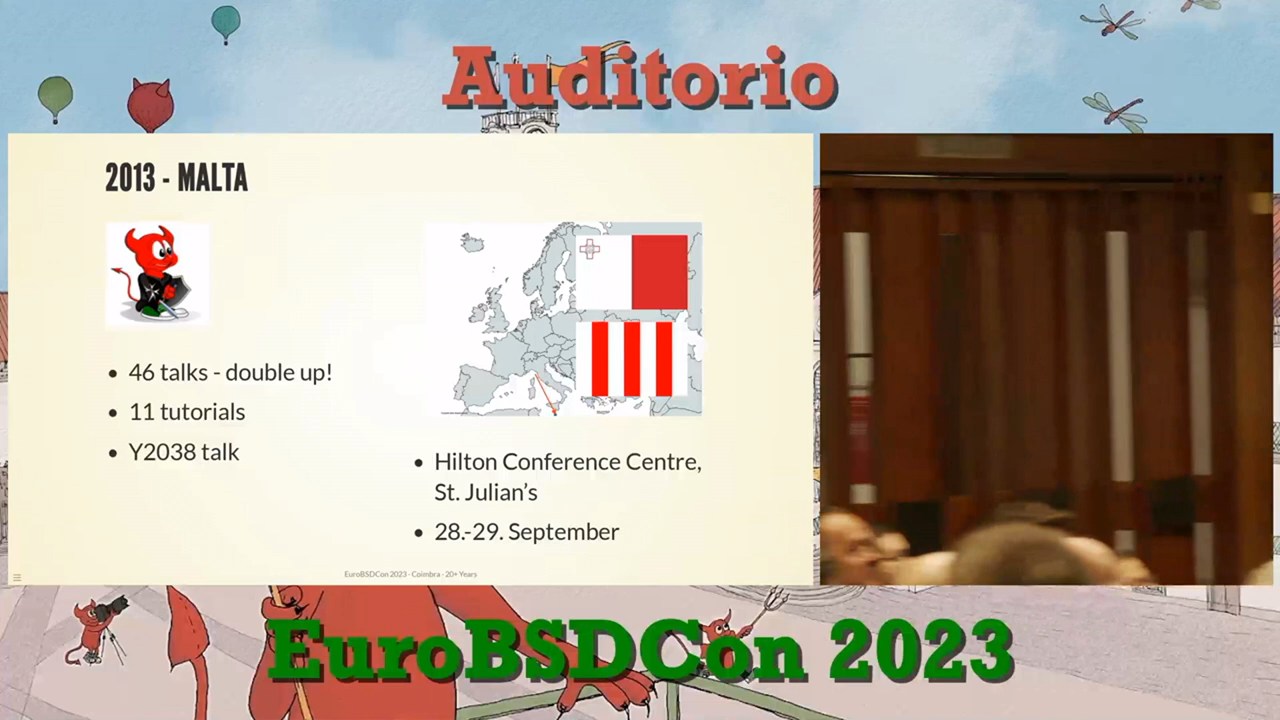 Auditorio
2013 - MALTA
• 46 talks - double up!
• 11 tutorials
• Y2038 talk
• Hilton Conference Centre,
St. Julian's
• 28.-29. September
EuroBSDCon 2023 - Coimbra - 20+ Years
EuroBSDCon 2023